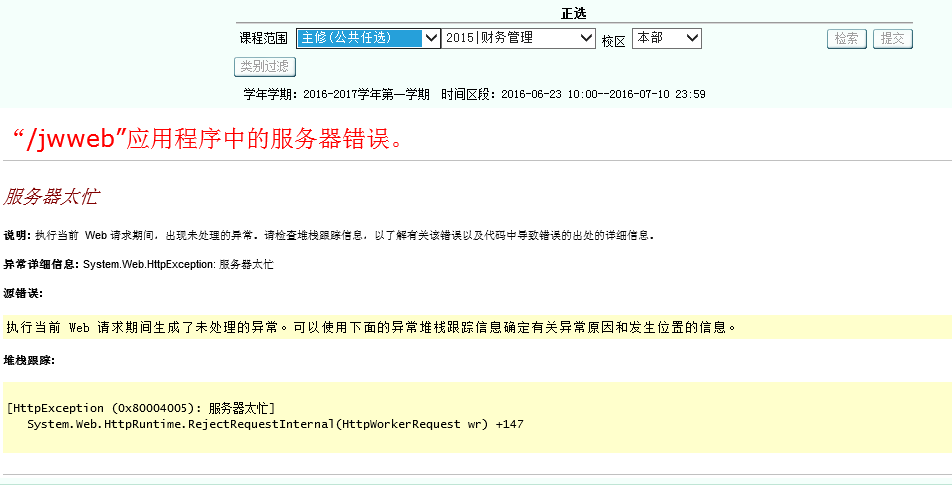 正选
课程范围 主修(公共任选) 2015|财务管理 校区 本部 检索 提交
类别过滤
学年学期：2016-2017学年第一学期 时间区段：2016-06-23 10:00--2016-07-10 23:59
“/jwweb”应用程序中的服务器错误。
服务器太忙
说明: 执行当前 Web 请求期间，出现未处理的异常。请检查堆栈跟踪信息，以了解有关该错误以及代码中导致错误的出处的详细信息。
异常详细信息: System.Web.HttpException: 服务器太忙
源错误:
执行当前 Web 请求期间生成了未处理的异常。可以使用下面的异常堆栈跟踪信息确定有关异常原因和发生位置的信息。
堆栈跟踪:
[HttpException (0x80004005): 服务器太忙]
System.Web.HttpRuntime.RejectRequestInternal(HttpWorkerRequest wr) +147